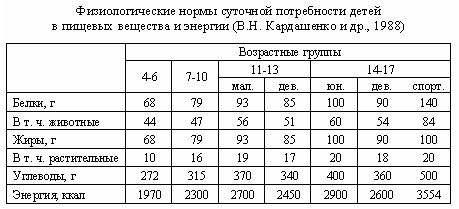 Физиологические нормы суточной потребности детей
в пищевых вещества и энергии (В.Н. Кардашенко и др., 1988)
Возрастные группы
4-6 7-10 11-13 14-17
мал. дев. юн. дев. спорт.
Белки, г 68 79 93 85 100 90 140
В т. ч. животные 44 47 56 51 60 54 84
Жиры, г 68 79 93 85 100 90 100
В т. ч. растительные 10 16 19 17 20 18 20
Углеводы, г 272 315 370 340 400 360 500
Энергия, ккал 1970 2300 2700 2450 2900 2600 3554